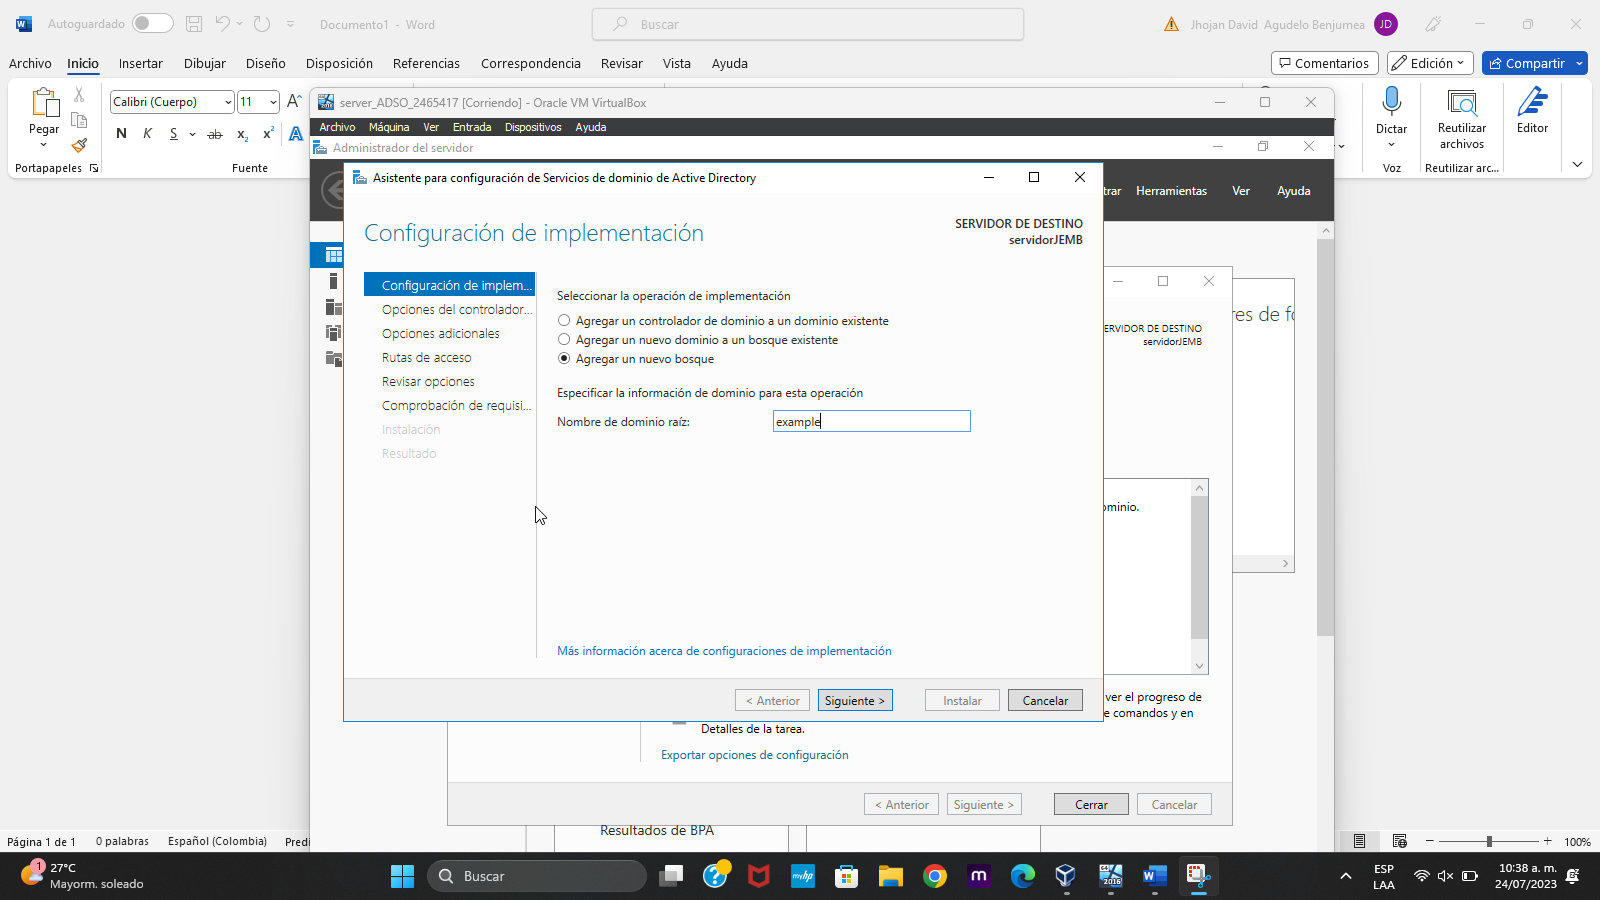 Autoguardado
Documento1 - Word
Buscar
Jhojan David Agudelo Benjumea
JD
Archivo
Inicio
Insertar
Dibujar
Diseño
Disposición
Referencias
Correspondencia
Revisar
Vista
Ayuda
Comentarios
Edición
Compartir
Pegar
Portapapeles
Calibri (Cuerpo)
11
N K S ab x₂ x² A
Fuente
Dictar
Voz
Reutilizar
archivos
Reutilizar arc...
Editor
server_ADSO_2465417 [Corriendo] - Oracle VM VirtualBox
Archivo Máquina Ver Entrada Dispositivos Ayuda
Administrador del servidor
trar Herramientas Ver Ayuda
Asistente para configuración de Servicios de dominio de Active Directory
Configuración de implementación
SERVIDOR DE DESTINO
servidorJEMB
Configuración de implem...
Opciones del controlador...
Opciones adicionales
Rutas de acceso
Revisar opciones
Comprobación de requisi...
Instalación
Resultado
Seleccionar la operación de implementación
Agregar un controlador de dominio a un dominio existente
Agregar un nuevo dominio a un bosque existente
Agregar un nuevo bosque
Especificar la información de dominio para esta operación
Nombre de dominio raíz:
example
Más información acerca de configuraciones de implementación
< Anterior
Siguiente >
Instalar
Cancelar
ERVIDOR DE DESTINO
servidorJEMB
res de fo
ominio.
ver el progreso de
e comandos y en
Detalles de la tarea.
Exportar opciones de configuración
< Anterior
Siguiente >
Cerrar
Cancelar
Resultados de BPA
Página 1 de 1
0 palabras
Español (Colombia)
Predi
100%
1
27°C
Mayorm. soleado
Buscar
ESP
LAA
10:38 a. m.
24/07/2023